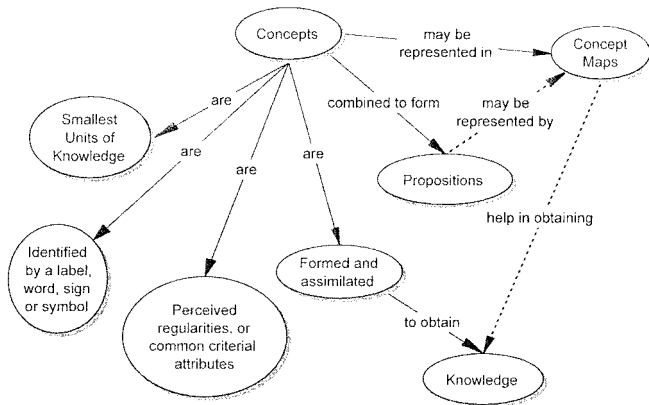 Concepts
may be
represented in
Concept
Maps
are
Smallest
Units of
Knowledge
combined to form
may be
represented by
are
are
are
Propositions
help in obtaining
Identified
by a label,
word, sign
or symbol
Formed and
assimilated
Perceived
regularities, or
common criterial
attributes
to obtain
Knowledge